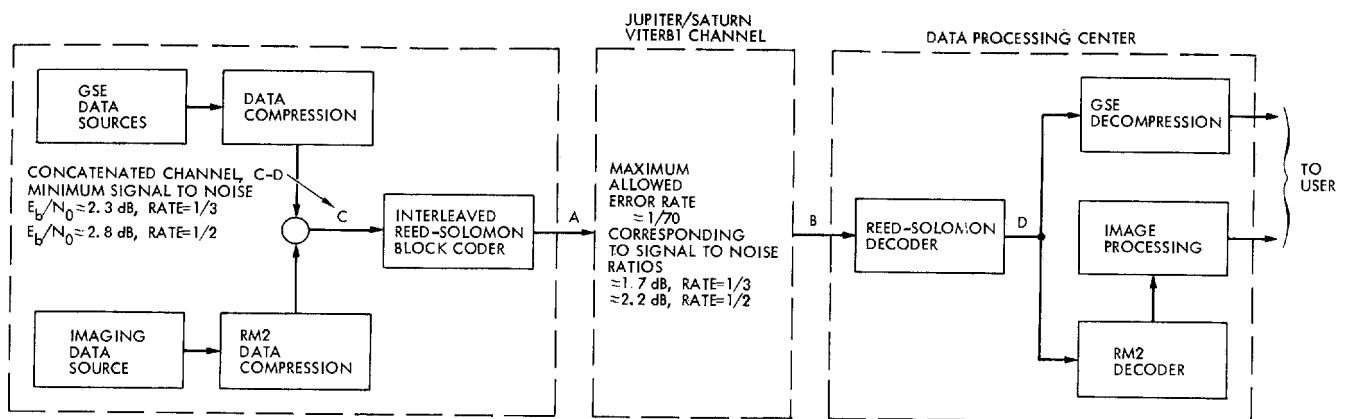 JUPITER/SATURN
VITERBI CHANNEL
DATA PROCESSING CENTER
GSE
DATA
SOURCES
DATA
COMPRESSION
CONCATENATED CHANNEL, C-D
MINIMUM SIGNAL TO NOISE
E_b/N_0 ≈ 2.3 dB, RATE=1/3
E_b/N_0 ≈ 2.8 dB, RATE=1/2
C
INTERLEAVED
REED-SOLOMON
BLOCK CODER
A
IMAGING
DATA
SOURCE
RM2
DATA
COMPRESSION
MAXIMUM
ALLOWED
ERROR RATE
≈1/70
CORRESPONDING
TO SIGNAL TO NOISE
RATIOS
≈1.7 dB, RATE=1/3
≈2.2 dB, RATE=1/2
B
REED-SOLOMON
DECODER
D
GSE
DECOMPRESSION
IMAGE
PROCESSING
RM2
DECODER
TO
USER